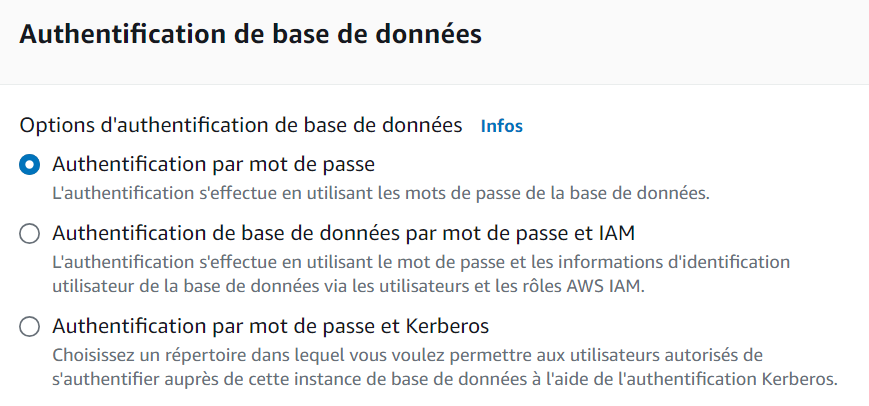 Authentification de base de données
Options d'authentification de base de données Infos
Authentification par mot de passe
L'authentification s'effectue en utilisant les mots de passe de la base de données.
Authentification de base de données par mot de passe et IAM
L'authentification s'effectue en utilisant le mot de passe et les informations d'identification
utilisateur de la base de données via les utilisateurs et les rôles AWS IAM.
Authentification par mot de passe et Kerberos
Choisissez un répertoire dans lequel vous voulez permettre aux utilisateurs autorisés de
s'authentifier auprès de cette instance de base de données à l'aide de l'authentification Kerberos.